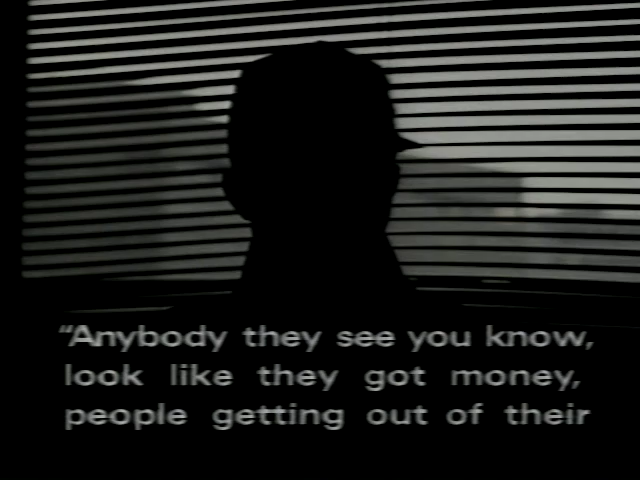 “Anybody they see you know,
look like they got money,
people getting out of their